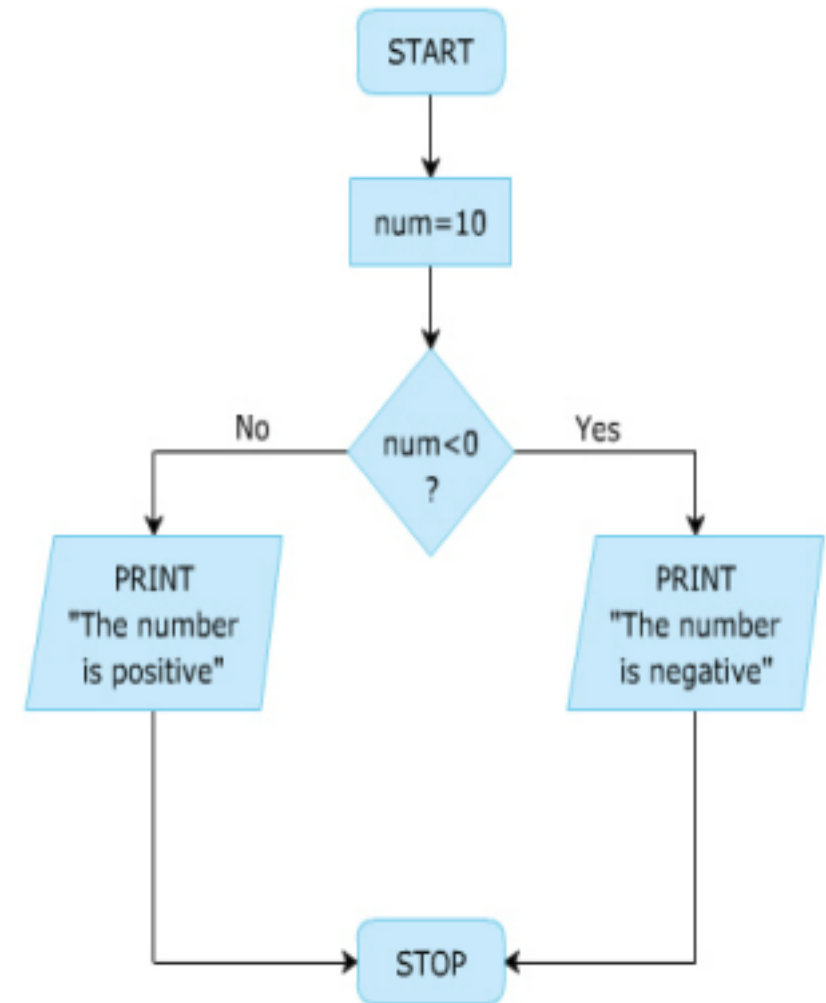 START
num=10
num<0
?
No
Yes
PRINT
"The number
is positive"
PRINT
"The number
is negative"
STOP